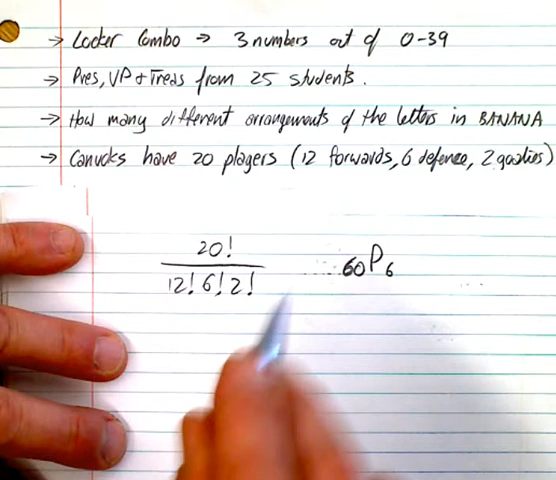 → Locker Combo → 3 numbers out of 0-39
→ Pres, VP + Treas from 25 students.
→ How many different arrangements of the letters in BANANA
→ Canucks have 20 players (12 forwards, 6 defence, 2 goalies)
20!
12! 6! 2!
60P6